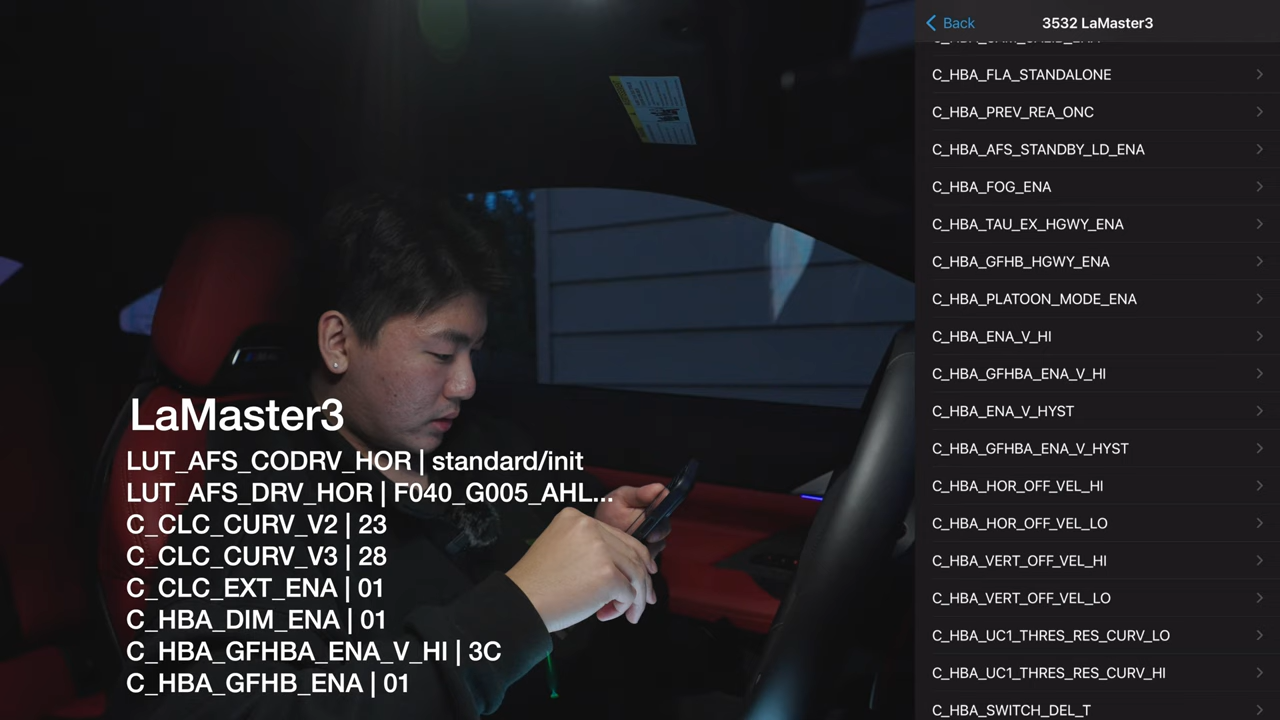 LaMaster3
LUT_AFS_CODRV_HOR | standard/init
LUT_AFS_DRV_HOR | F040_G005_AHL...
C_CLC_CURV_V2 | 23
C_CLC_CURV_V3 | 28
C_CLC_EXT_ENA | 01
C_HBA_DIM_ENA | 01
C_HBA_GFHBA_ENA_V_HI | 3C
C_HBA_GFHB_ENA | 01
Back
3532 LaMaster3
C_HBA_FLA_STANDALONE
C_HBA_PREV_REA_ONC
C_HBA_AFS_STANDBY_LD_ENA
C_HBA_FOG_ENA
C_HBA_TAU_EX_HGWY_ENA
C_HBA_GFHB_HGWY_ENA
C_HBA_PLATOON_MODE_ENA
C_HBA_ENA_V_HI
C_HBA_GFHBA_ENA_V_HI
C_HBA_ENA_V_HYST
C_HBA_GFHBA_ENA_V_HYST
C_HBA_HOR_OFF_VEL_HI
C_HBA_HOR_OFF_VEL_LO
C_HBA_VERT_OFF_VEL_HI
C_HBA_VERT_OFF_VEL_LO
C_HBA_UC1_THRES_RES_CURV_LO
C_HBA_UC1_THRES_RES_CURV_HI
C_HBA_SWITCH_DEL_T